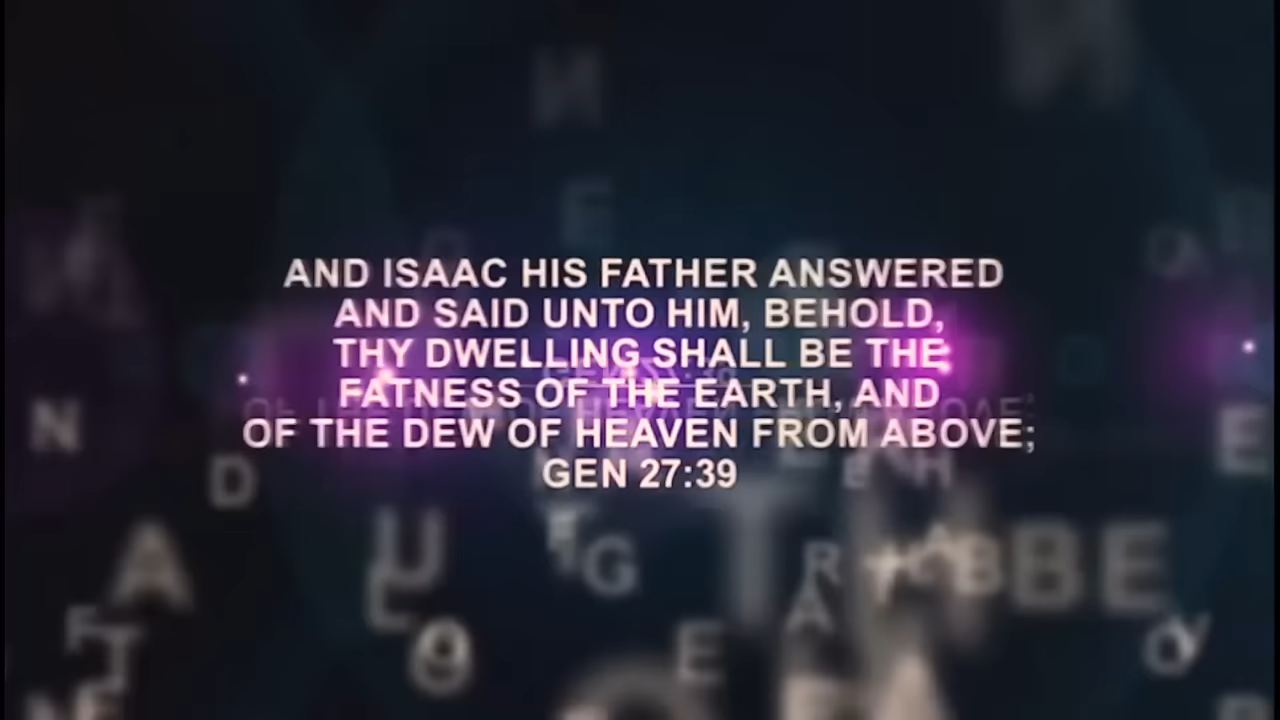 AND ISAAC HIS FATHER ANSWERED
AND SAID UNTO HIM, BEHOLD,
THY DWELLING SHALL BE THE
FATNESS OF THE EARTH, AND
OF THE DEW OF HEAVEN FROM ABOVE;
GEN 27:39